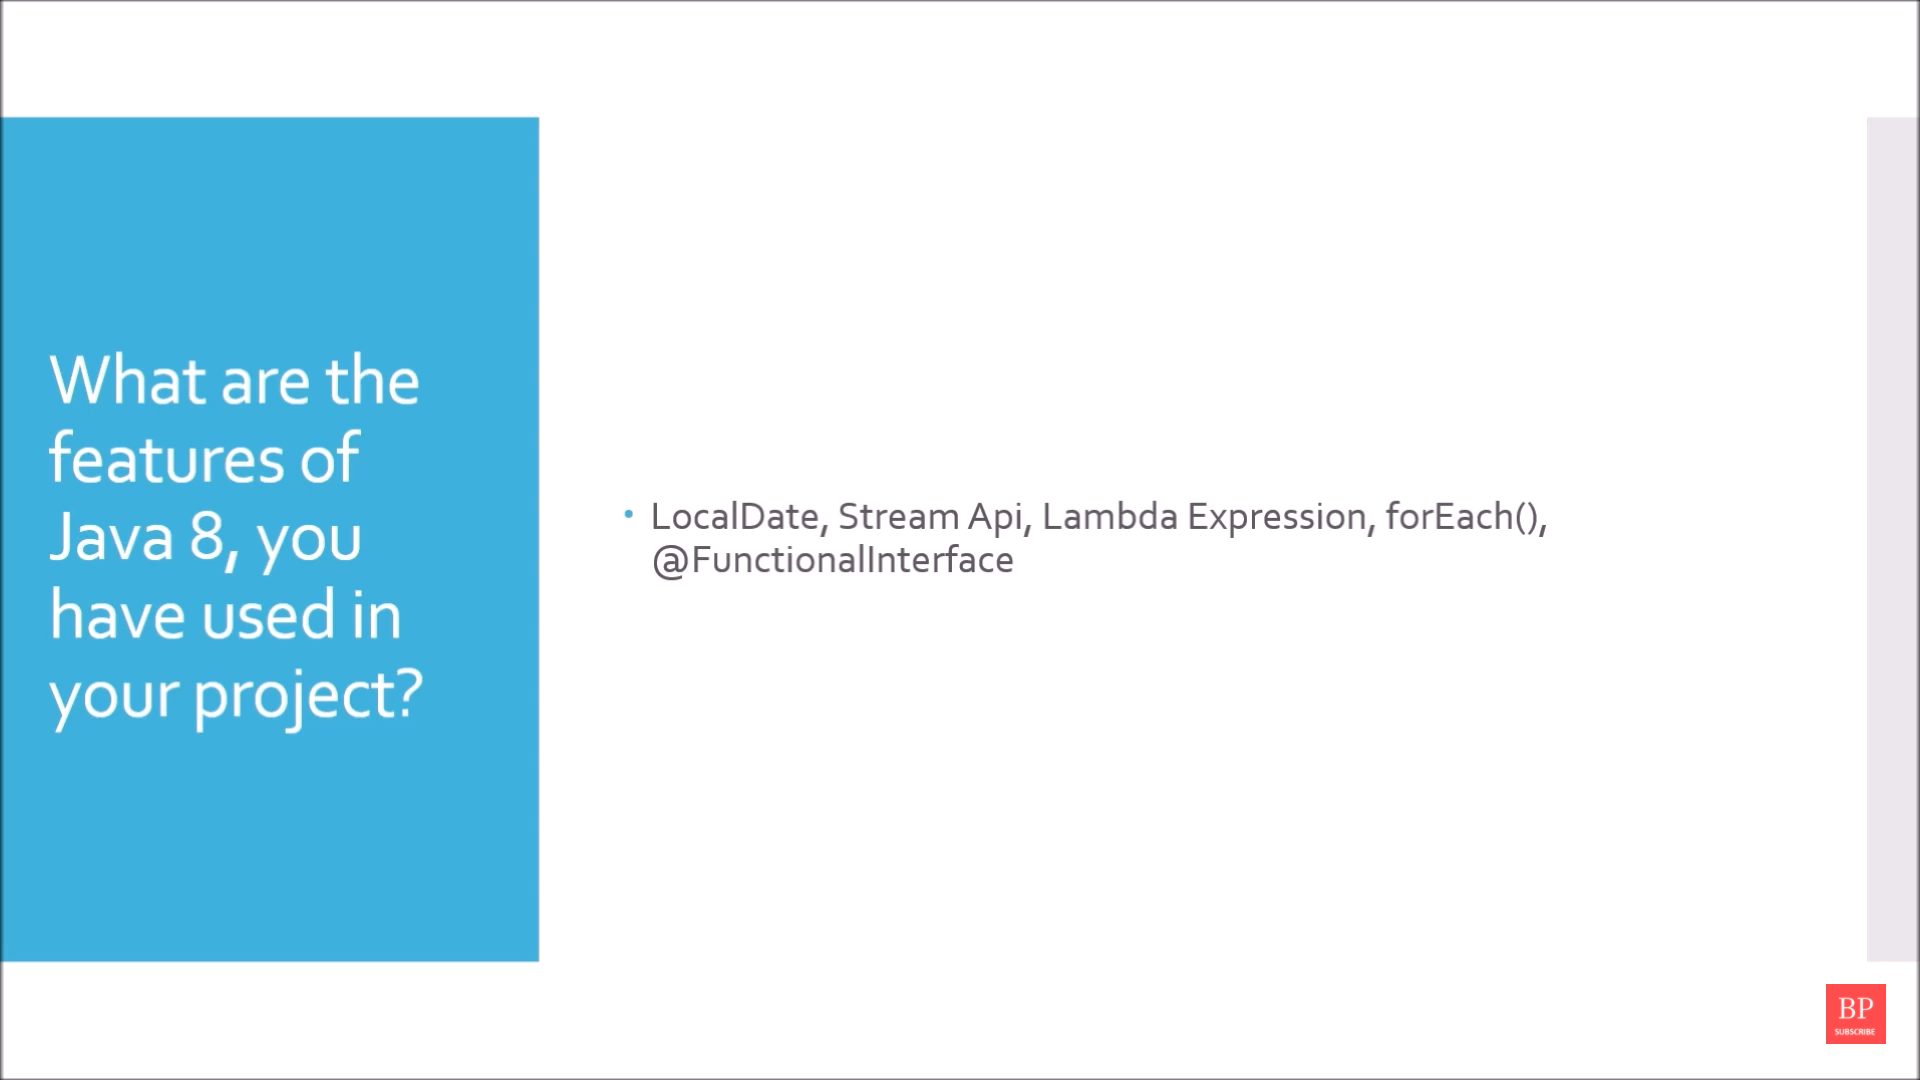 What are the
features of
Java 8, you
have used in
your project?
• LocalDate, Stream Api, Lambda Expression, forEach(),
@FunctionalInterface
BP
SUBSCRIBE